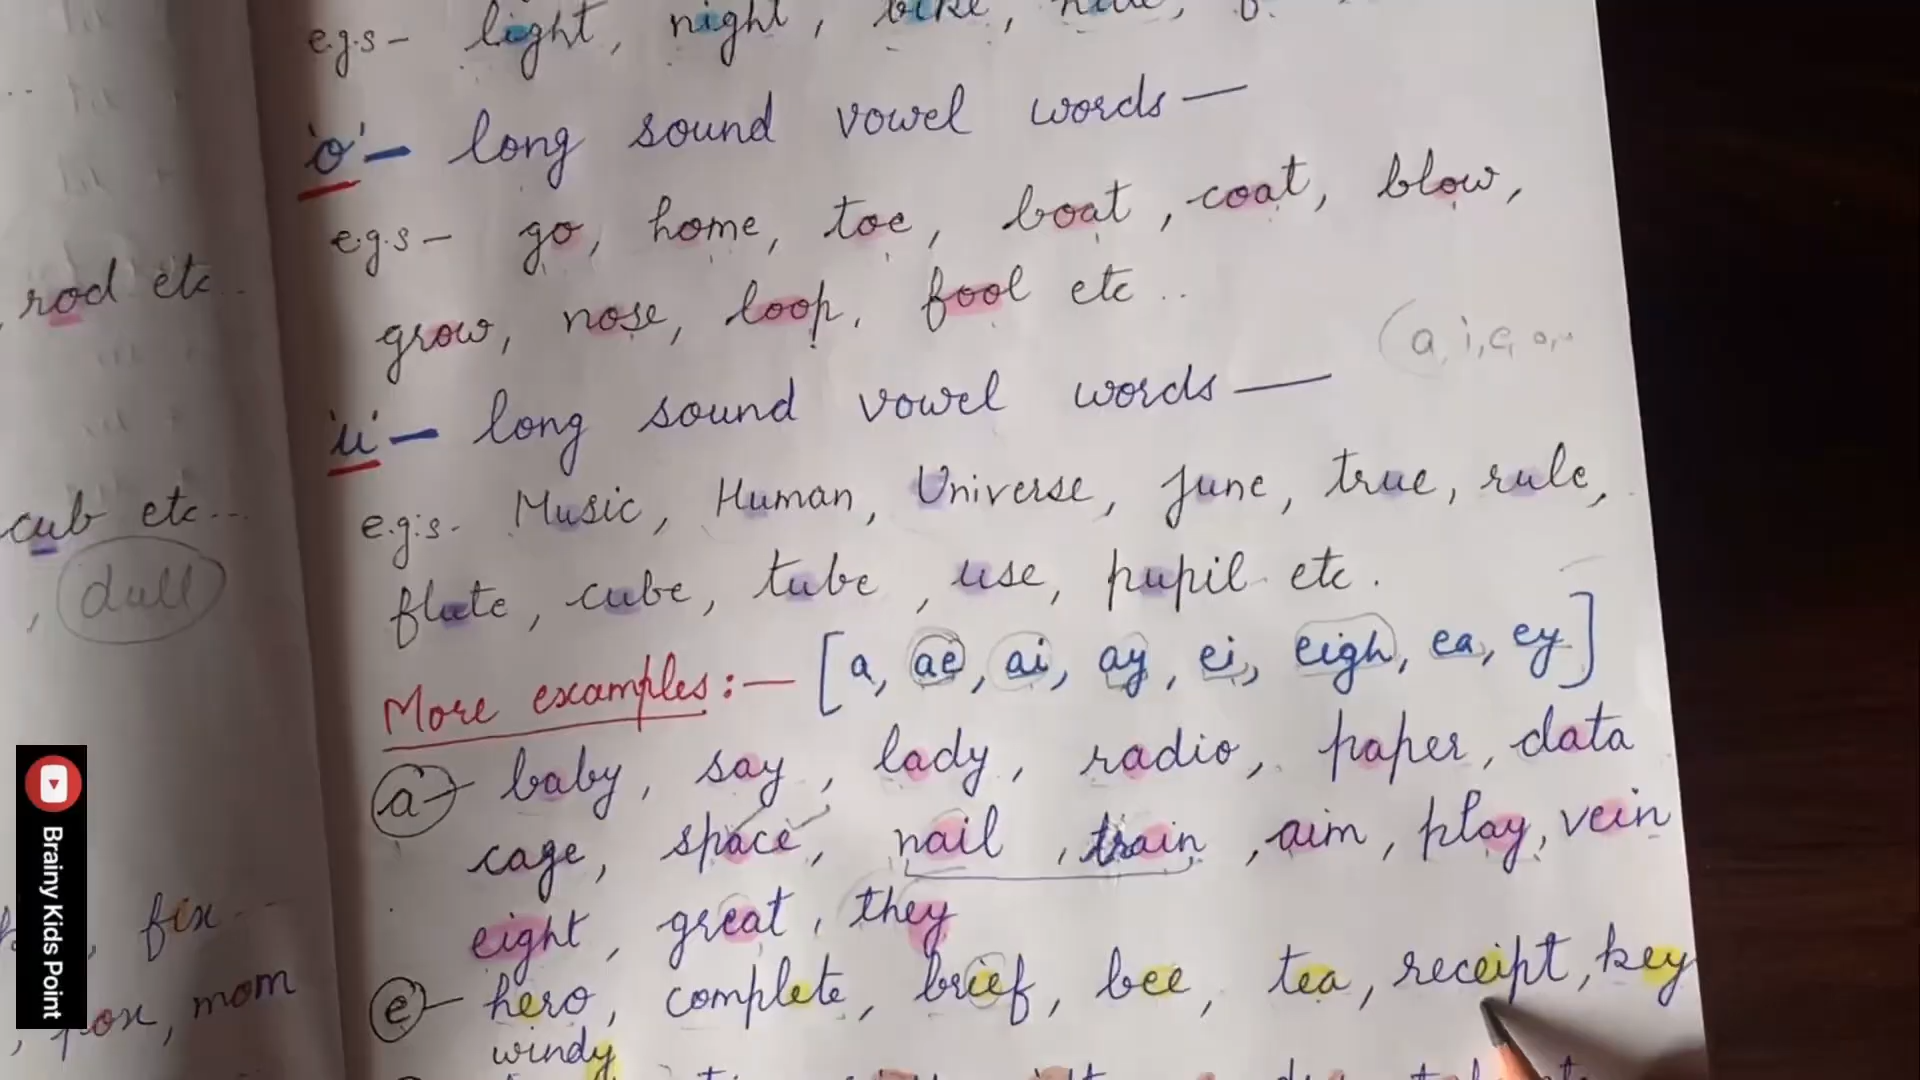 rod etc..
cub etc...
, dull
, fix ...
, mom
e.g.s - light, night, bike,
'o' - long sound vowel words -
e.g.s - go, home, toe, boat, coat, blow,
grow, nose, loop, fool etc..
(a, i, e, o,
'u' - long sound vowel words -
e.g.s. Music, Human, Universe, June, true, rule,
flute, cube, tube, use, pupil etc.
More examples :- [a, ae, ai, ay, ei, eigh, ea, ey]
a - baby, say, lady, radio, paper, data
cage, space, nail, train, aim, play, vein
eight, great, they
e - hero, complete, brief, bee, tea, receipt, key
windy
Brainy Kids Point